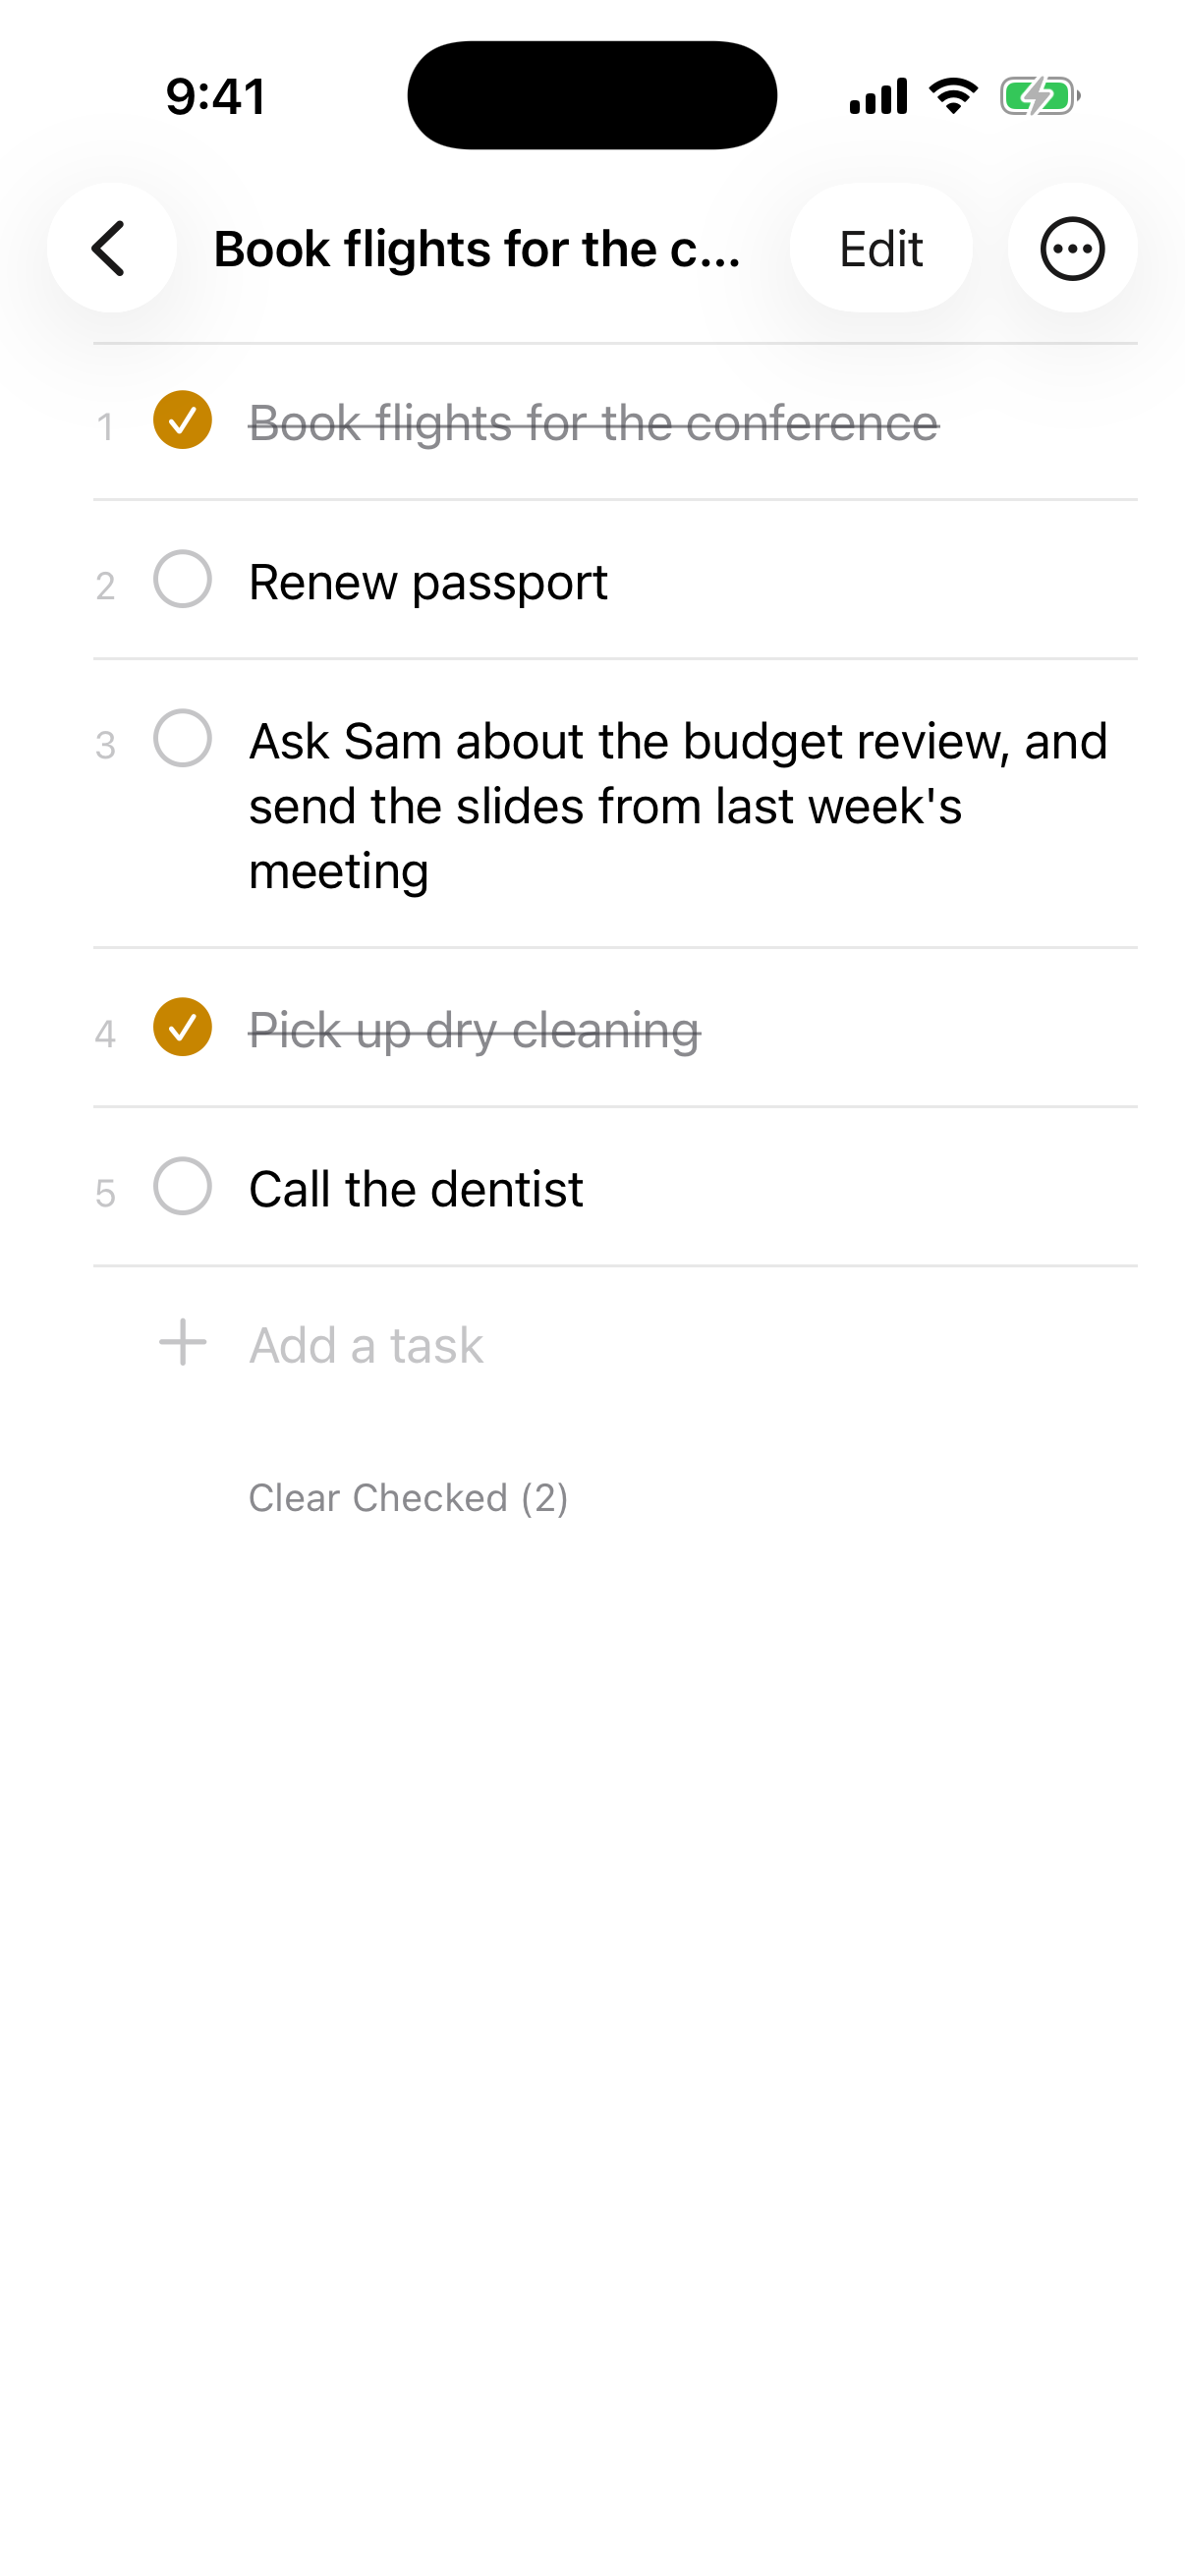 9:41
Book flights for the c...
Edit
1 Book flights for the conference
2 Renew passport
3 Ask Sam about the budget review, and
send the slides from last week's
meeting
4 Pick up dry cleaning
5 Call the dentist
Add a task
Clear Checked (2)